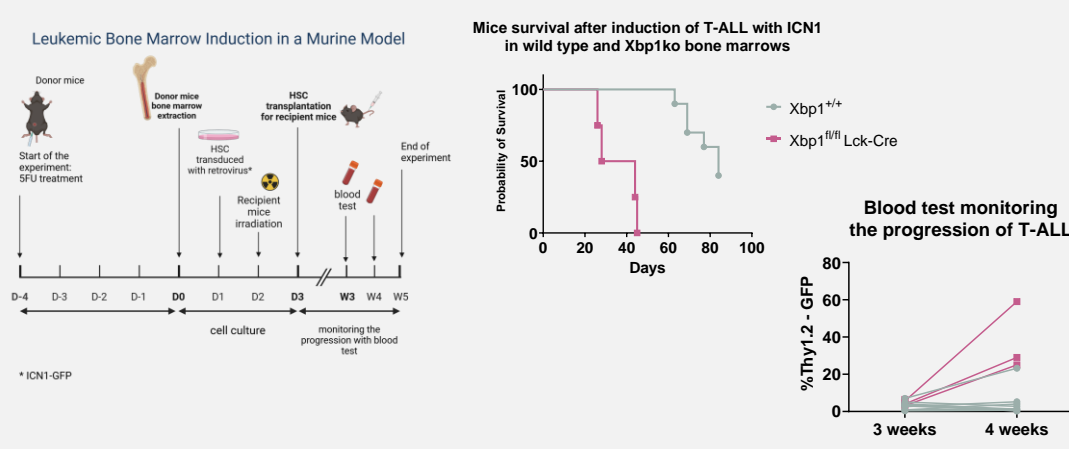 Leukemic Bone Marrow Induction in a Murine Model
Donor mice
Start of the
experiment:
5FU treatment
Donor mice
bone marrow
extraction
HSC
transduced
with retrovirus*
Recipient
mice
irradiation
HSC
transplantation
for recipient mice
blood
test
End of
experiment
D-4
D-3
D-2
D-1
D0
D1
D2
D3
W3
W4
W5
cell culture
monitoring the
progression with blood
test
* ICN1-GFP
Mice survival after induction of T-ALL with ICN1
in wild type and Xbp1ko bone marrows
Probability of Survival
100
50
0
0
20
40
60
80
100
Days
Xbp1+/+
Xbp1fl/fl Lck-Cre
Blood test monitoring
the progression of T-ALL
%Thy1.2 - GFP
80
60
40
20
0
3 weeks
4 weeks